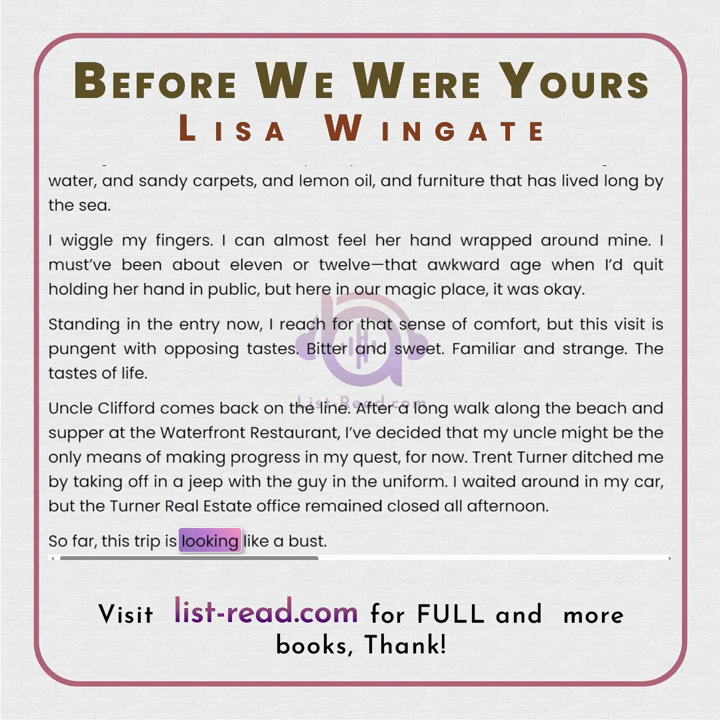 BEFORE WE WERE YOURS
LISA WINGATE
water, and sandy carpets, and lemon oil, and furniture that has lived long by
the sea.
I wiggle my fingers. I can almost feel her hand wrapped around mine. I
must've been about eleven or twelve—that awkward age when I'd quit
holding her hand in public, but here in our magic place, it was okay.
Standing in the entry now, I reach for that sense of comfort, but this visit is
pungent with opposing tastes. Bitter and sweet. Familiar and strange. The
tastes of life.
List-Read.com
Uncle Clifford comes back on the line. After a long walk along the beach and
supper at the Waterfront Restaurant, I've decided that my uncle might be the
only means of making progress in my quest, for now. Trent Turner ditched me
by taking off in a jeep with the guy in the uniform. I waited around in my car,
but the Turner Real Estate office remained closed all afternoon.
So far, this trip is looking like a bust.
Visit list-read.com for FULL and more
books, Thank!